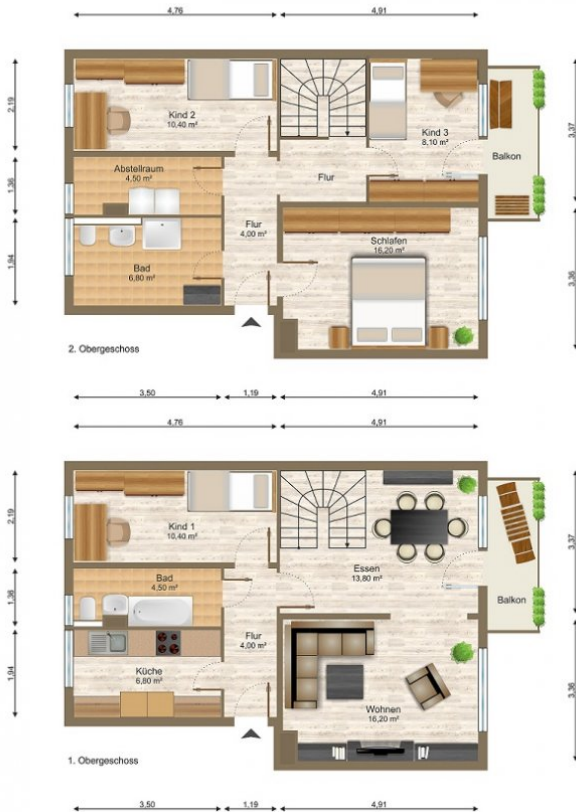 4,76
4,91
2,19
Kind 2
10,40 m²
Kind 3
8,10 m²
3,37
Balkon
1,36
Abstellraum
4,50 m²
Flur
Flur
4,00 m²
1,94
Bad
6,80 m²
Schlafen
16,20 m²
3,36
2. Obergeschoss
3,50
1,19
4,91
4,76
4,91
2,19
Kind 1
10,40 m²
Essen
13,80 m²
3,37
Balkon
1,36
Bad
4,50 m²
Flur
4,00 m²
1,94
Küche
6,80 m²
Wohnen
16,20 m²
3,36
1. Obergeschoss
3,50
1,19
4,91